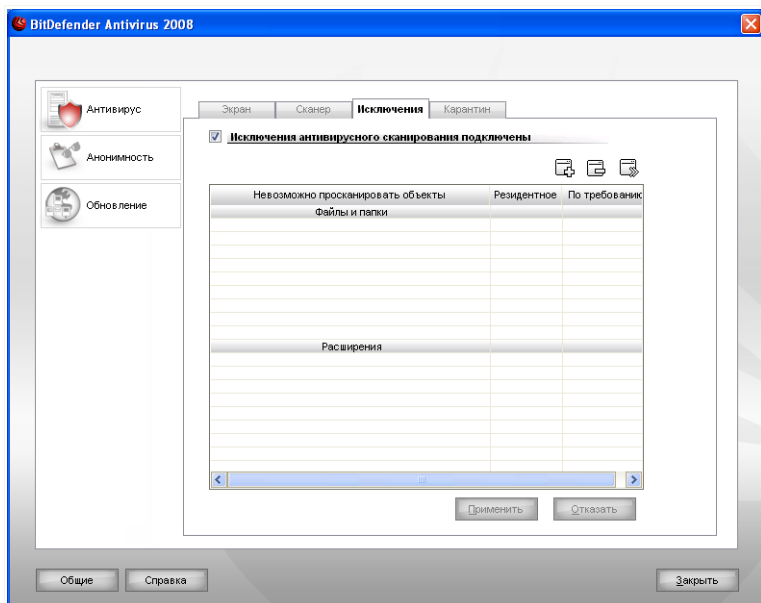 BitDefender Antivirus 2008
Антивирус
Анонимность
Обновление
Экран Сканер Исключения Карантин
Исключения антивирусного сканирования подключены
Невозможно просканировать объекты Резидентное По требованик
Файлы и папки
Расширения
Применить Отказать
Общие Справка Закрыть